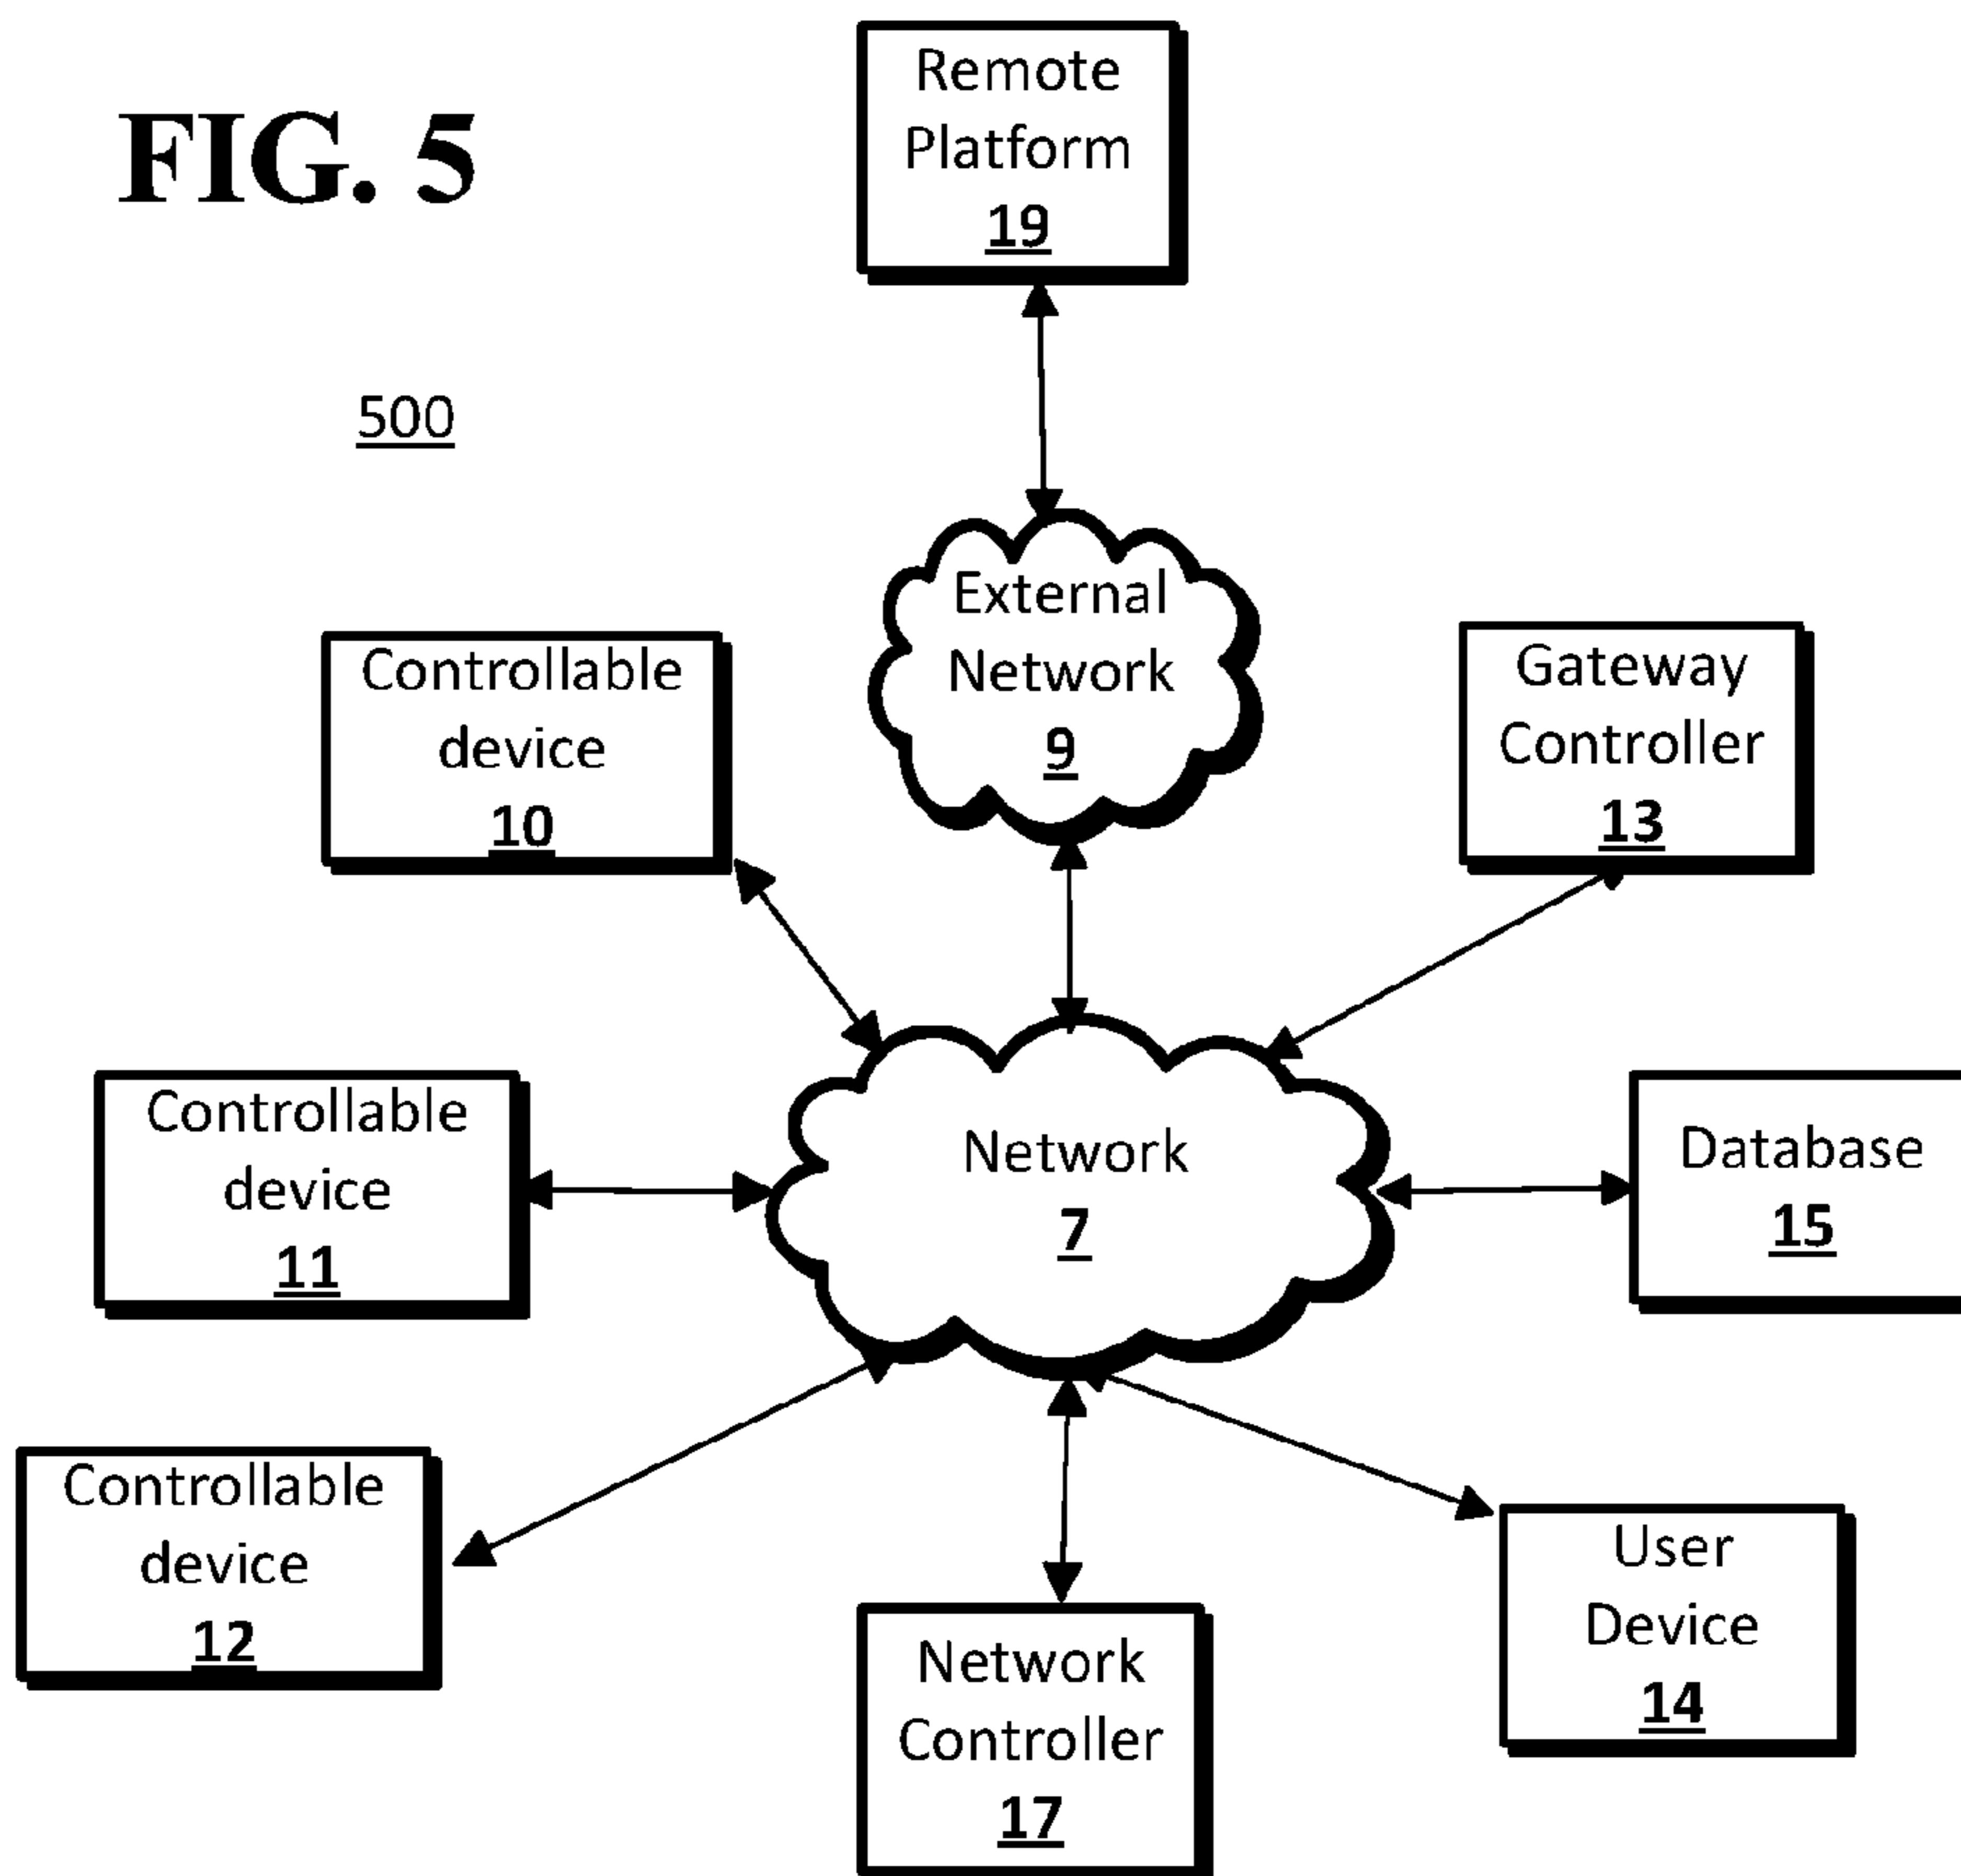 FIG. 5
Remote
Platform
19
500
External
Network
9
Controllable
device
10
Gateway
Controller
13
Controllable
device
11
Network
7
Database
15
Controllable
device
12
Network
Controller
17
User
Device
14